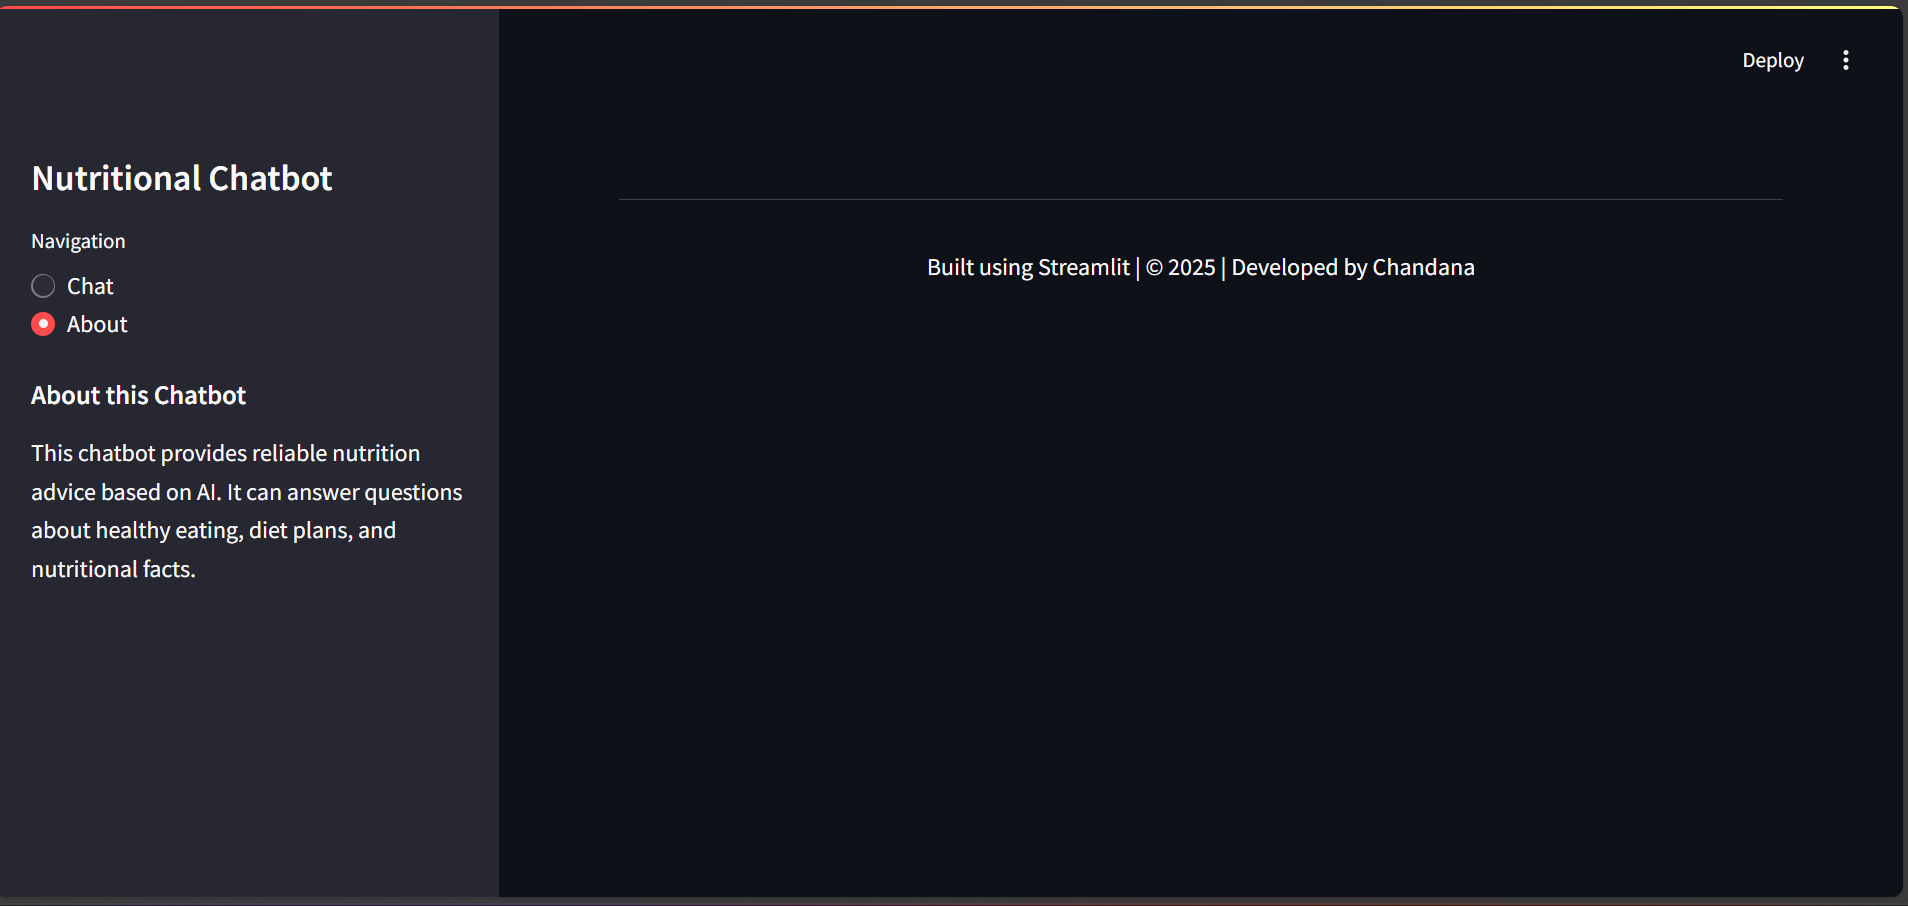 Deploy
Nutritional Chatbot
Navigation
Chat
About
About this Chatbot
This chatbot provides reliable nutrition
advice based on AI. It can answer questions
about healthy eating, diet plans, and
nutritional facts.
Built using Streamlit | © 2025 | Developed by Chandana